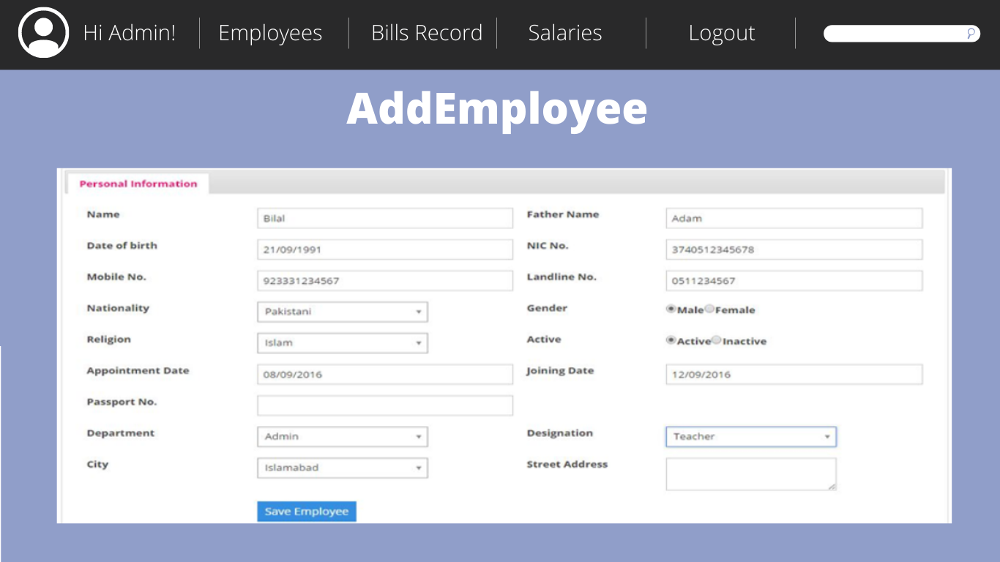 Hi Admin! Employees Bills Record Salaries Logout
AddEmployee
Personal Information
Name Bilal Father Name Adam
Date of birth 21/09/1991 NIC No. 3740512345678
Mobile No. 923331234567 Landline No. 0511234567
Nationality Pakistani Gender Male Female
Religion Islam Active Active Inactive
Appointment Date 08/09/2016 Joining Date 12/09/2016
Passport No.
Department Admin Designation Teacher
City Islamabad Street Address
Save Employee